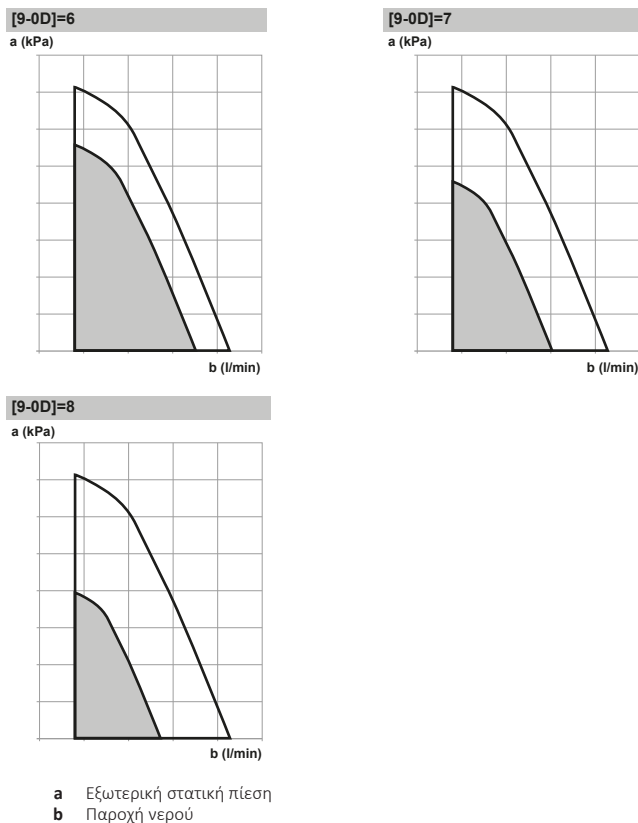 [9-0D]=6
a (kPa)
b (l/min)
[9-0D]=7
a (kPa)
b (l/min)
[9-0D]=8
a (kPa)
b (l/min)
a Εξωτερική στατική πίεση
b Παροχή νερού